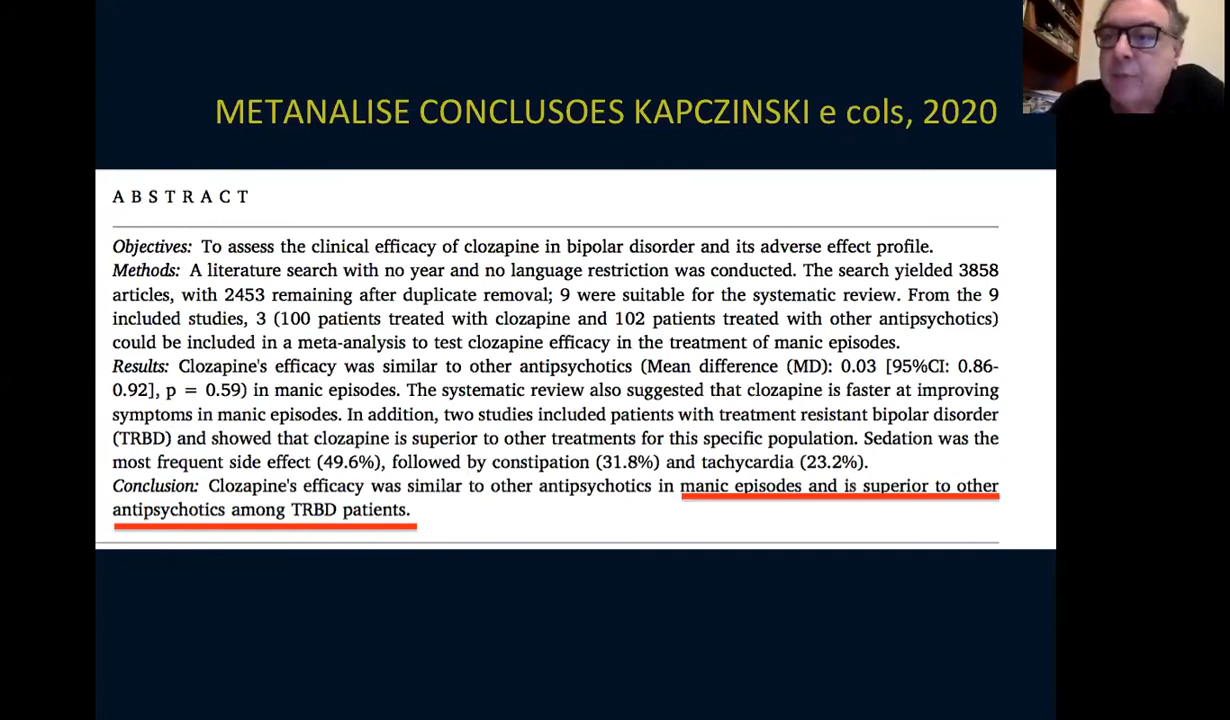 METANALISE CONCLUSOES KAPCZINSKI e cols, 2020
ABSTRACT
Objectives: To assess the clinical efficacy of clozapine in bipolar disorder and its adverse effect profile.
Methods: A literature search with no year and no language restriction was conducted. The search yielded 3858
articles, with 2453 remaining after duplicate removal; 9 were suitable for the systematic review. From the 9
included studies, 3 (100 patients treated with clozapine and 102 patients treated with other antipsychotics)
could be included in a meta-analysis to test clozapine efficacy in the treatment of manic episodes.
Results: Clozapine's efficacy was similar to other antipsychotics (Mean difference (MD): 0.03 [95%CI: 0.86-
0.92], p = 0.59) in manic episodes. The systematic review also suggested that clozapine is faster at improving
symptoms in manic episodes. In addition, two studies included patients with treatment resistant bipolar disorder
(TRBD) and showed that clozapine is superior to other treatments for this specific population. Sedation was the
most frequent side effect (49.6%), followed by constipation (31.8%) and tachycardia (23.2%).
Conclusion: Clozapine's efficacy was similar to other antipsychotics in manic episodes and is superior to other
antipsychotics among TRBD patients.